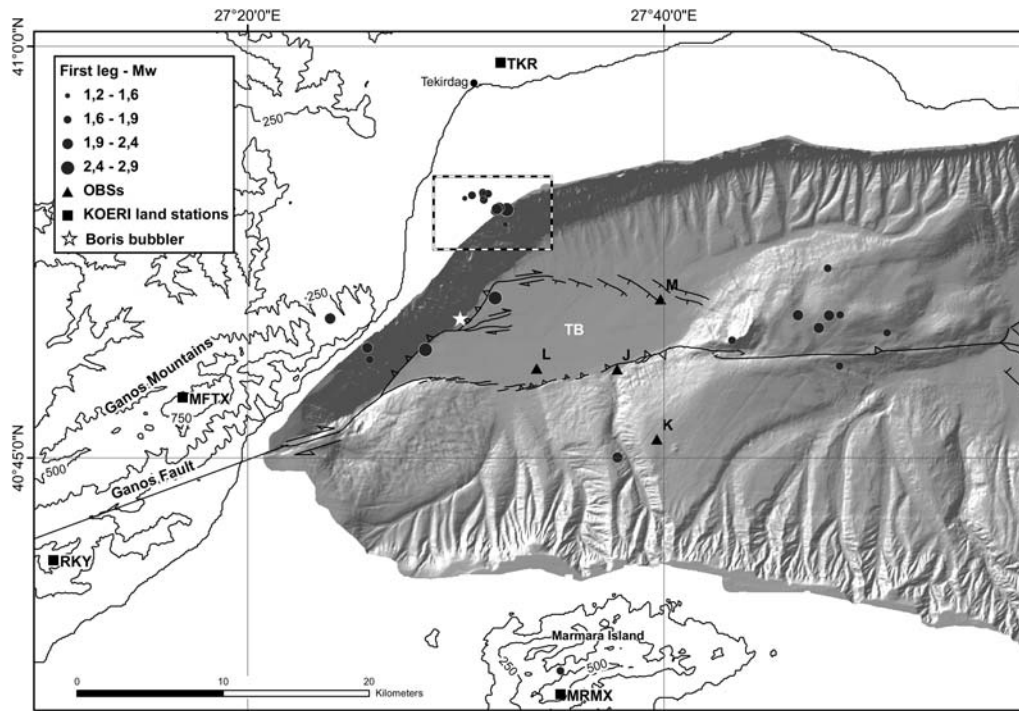 27°20'0"E
27°40'0"E
41°0'0"N
First leg - Mw
1,2 - 1,6
1,6 - 1,9
1,9 - 2,4
2,4 - 2,9
OBSs
KOERI land stations
Boris bubbler
250
TKR
Tekirdag
M
TB
L
J
K
250
Ganos Mountains
MFTX
750
500
Ganos Fault
40°45'0"N
RKY
Marmara Island
250
500
MRMX
0
10
20
Kilometers